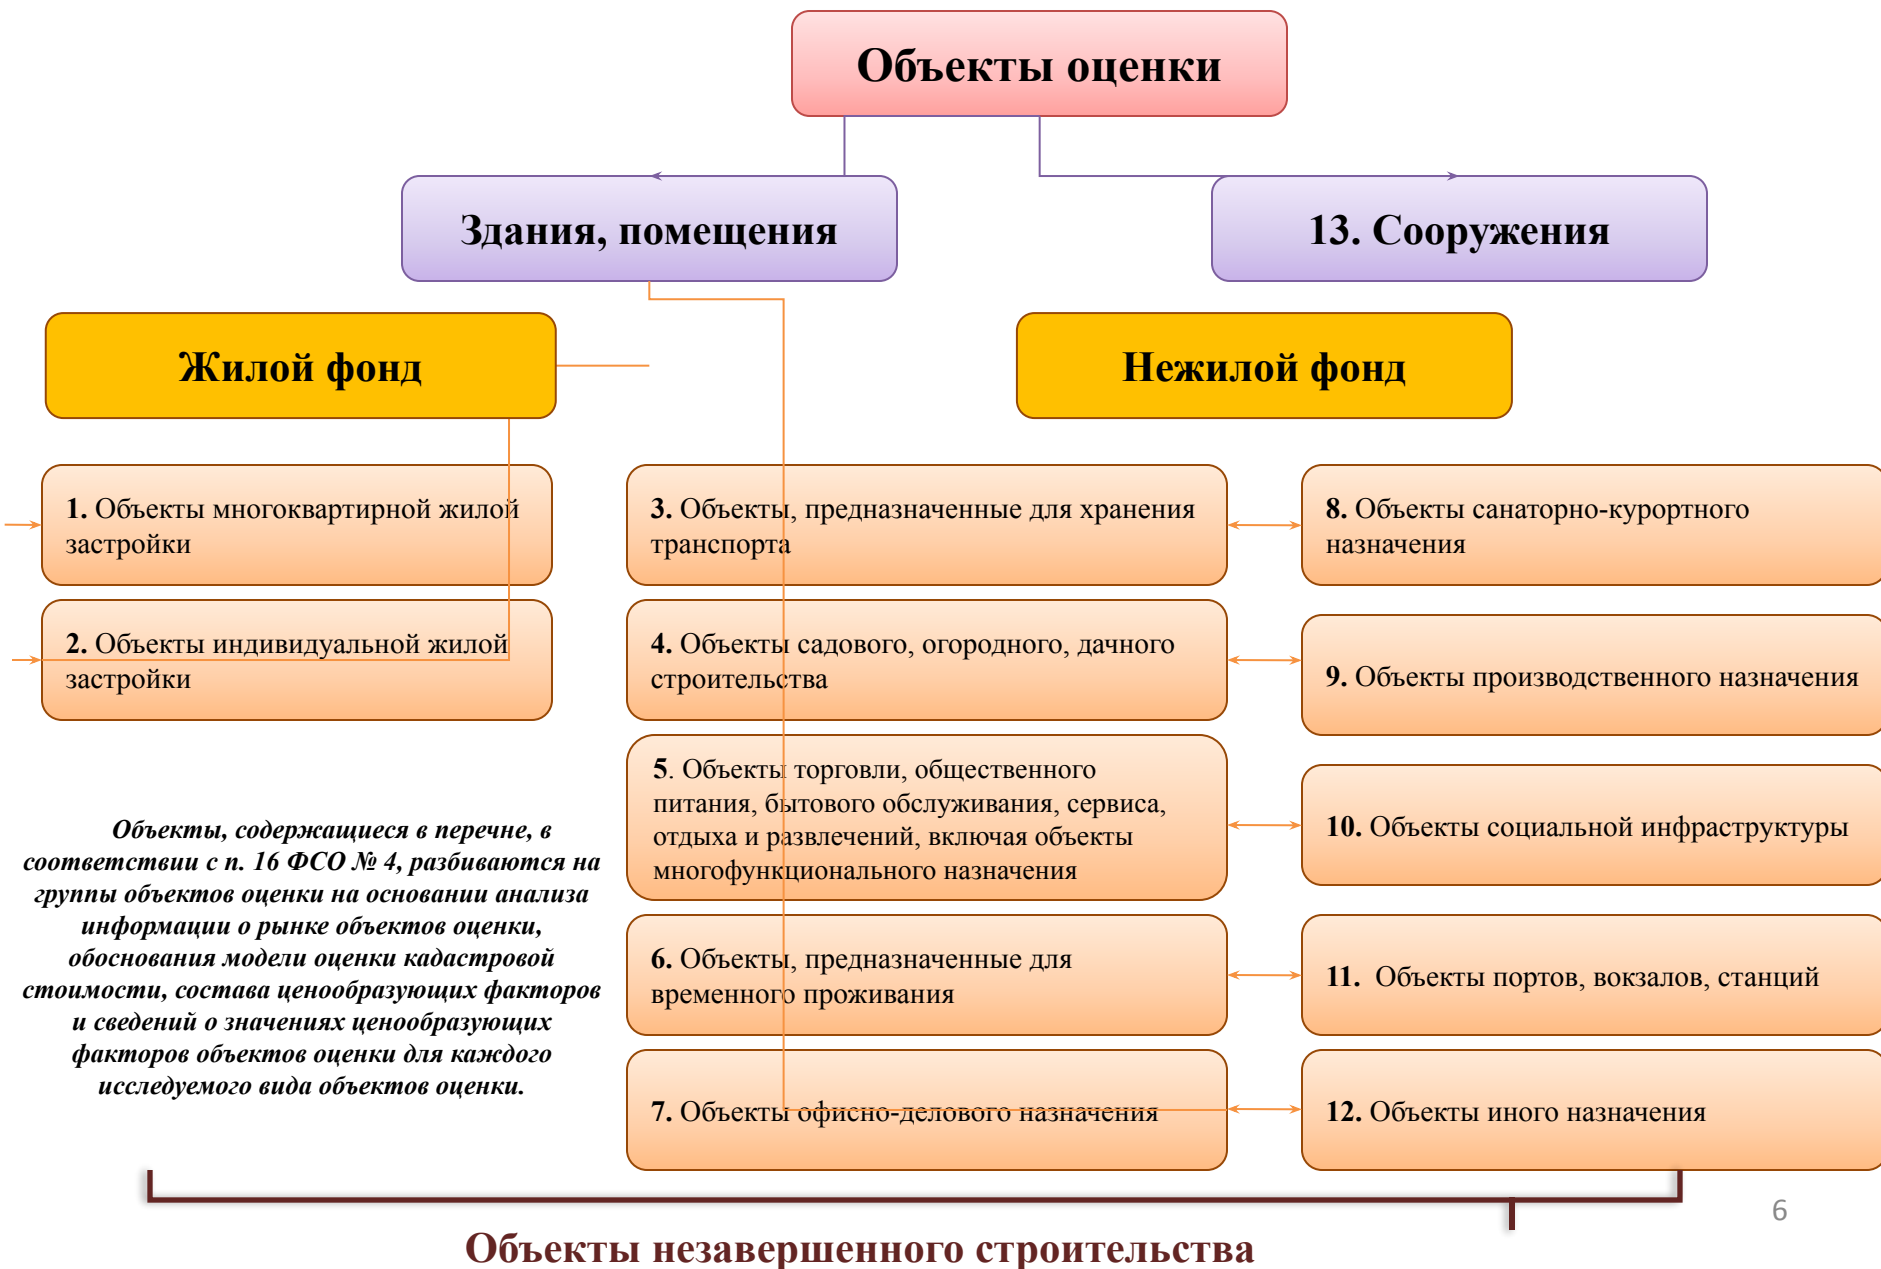 Объекты оценки
Здания, помещения
13. Сооружения
Жилой фонд
Нежилой фонд
1. Объекты многоквартирной жилой
застройки
2. Объекты индивидуальной жилой
застройки
Объекты, содержащиеся в перечне, в
соответствии с п. 16 ФСО № 4, разбиваются на
группы объектов оценки на основании анализа
информации о рынке объектов оценки,
обоснования модели оценки кадастровой
стоимости, состава ценообразующих факторов
и сведений о значениях ценообразующих
факторов объектов оценки для каждого
исследуемого вида объектов оценки.
3. Объекты, предназначенные для хранения
транспорта
4. Объекты садового, огородного, дачного
строительства
5. Объекты торговли, общественного
питания, бытового обслуживания, сервиса,
отдыха и развлечений, включая объекты
многофункционального назначения
6. Объекты, предназначенные для
временного проживания
7. Объекты офисно-делового назначения
8. Объекты санаторно-курортного
назначения
9. Объекты производственного назначения
10. Объекты социальной инфраструктуры
11. Объекты портов, вокзалов, станций
12. Объекты иного назначения
6
Объекты незавершенного строительства